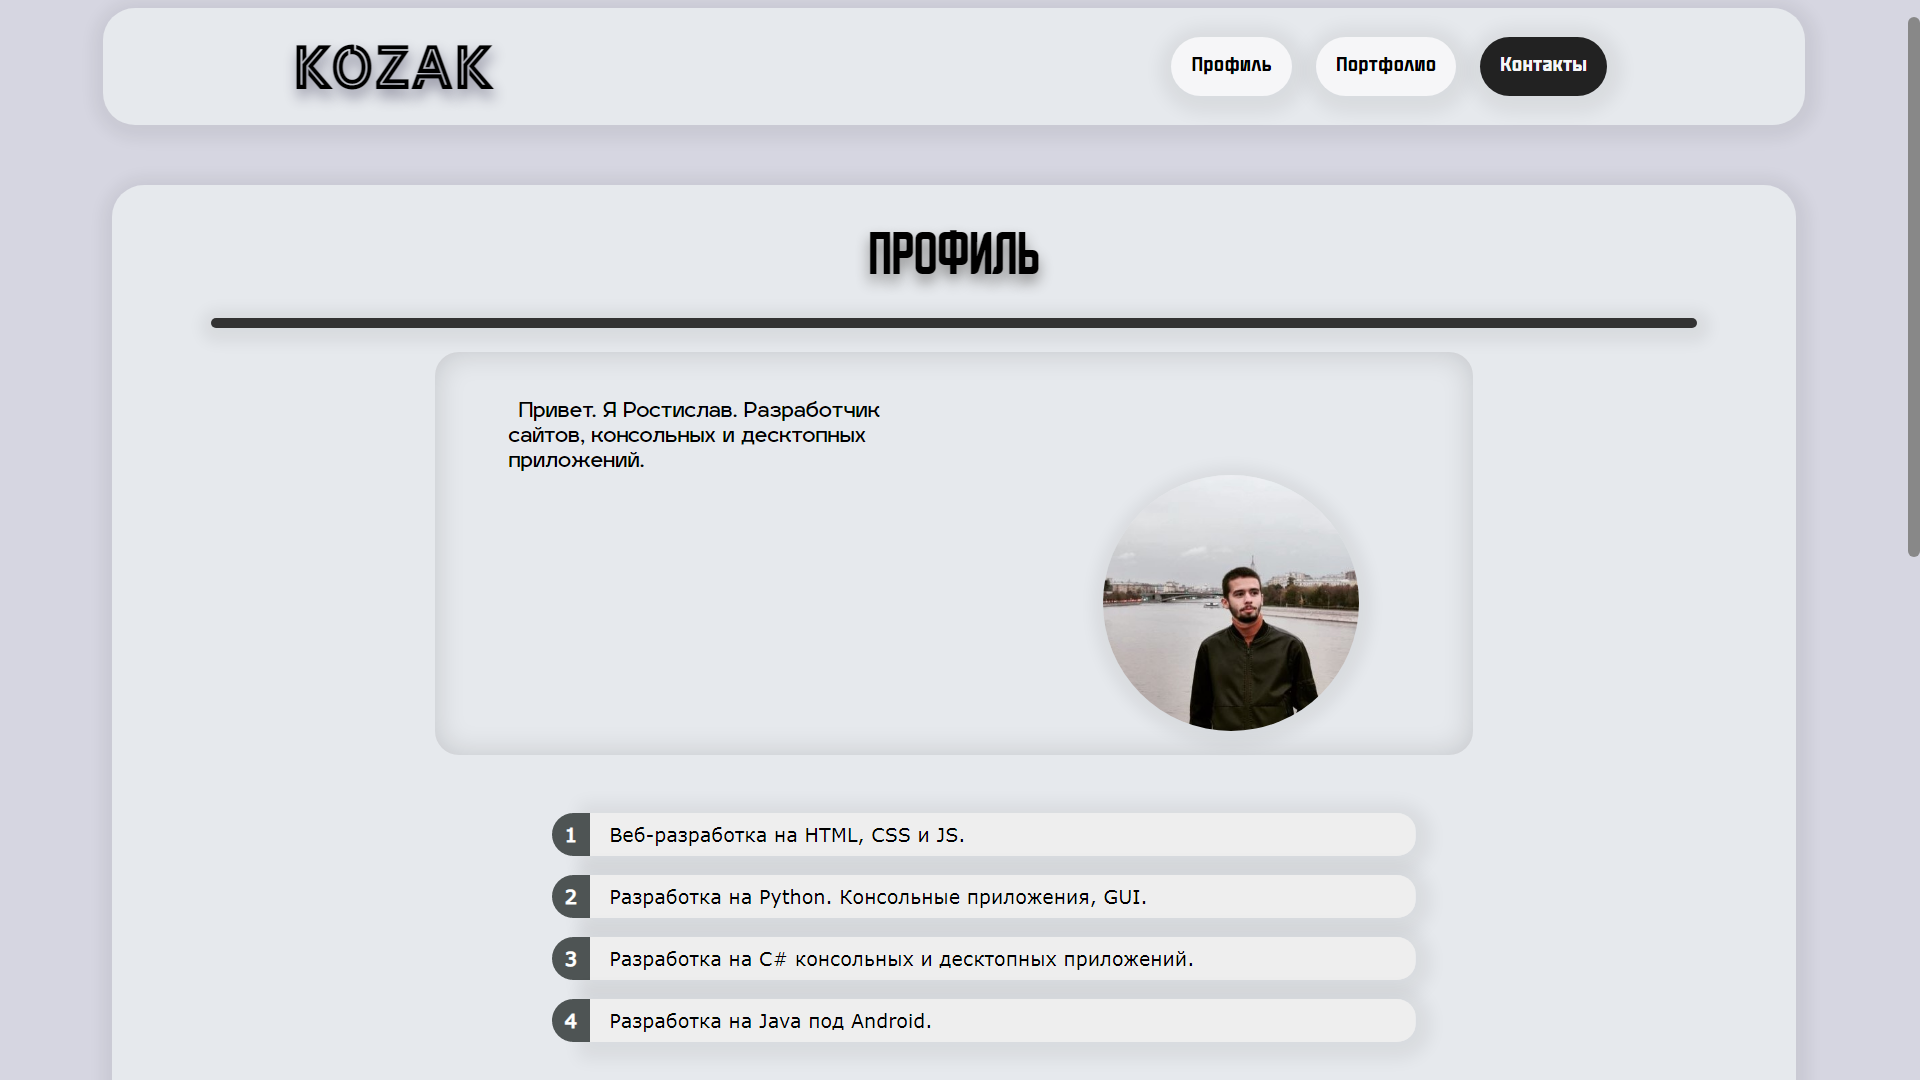 KOZAK
Профиль
Портфолио
Контакты
ПРОФИЛЬ
Привет. Я Ростислав. Разработчик
сайтов, консольных и десктопных
приложений.
1 Веб-разработка на HTML, CSS и JS.
2 Разработка на Python. Консольные приложения, GUI.
3 Разработка на C# консольных и десктопных приложений.
4 Разработка на Java под Android.